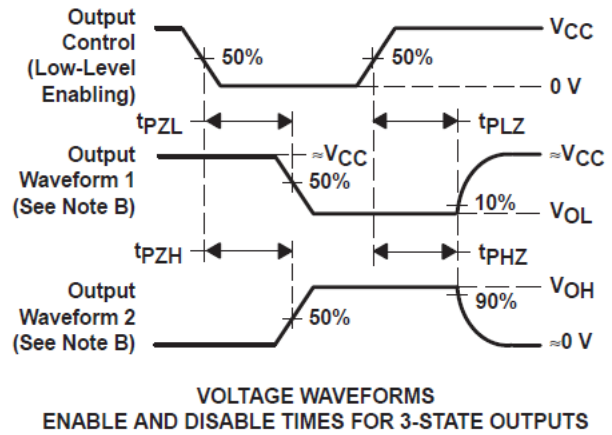 Output
Control
(Low-Level
Enabling)
50%
50%
VCC
0 V
tPZL
tPLZ
Output
Waveform 1
(See Note B)
≈VCC
50%
≈VCC
10%
VOL
tPZH
tPHZ
Output
Waveform 2
(See Note B)
50%
VOH
90%
≈0 V
VOLTAGE WAVEFORMS
ENABLE AND DISABLE TIMES FOR 3-STATE OUTPUTS